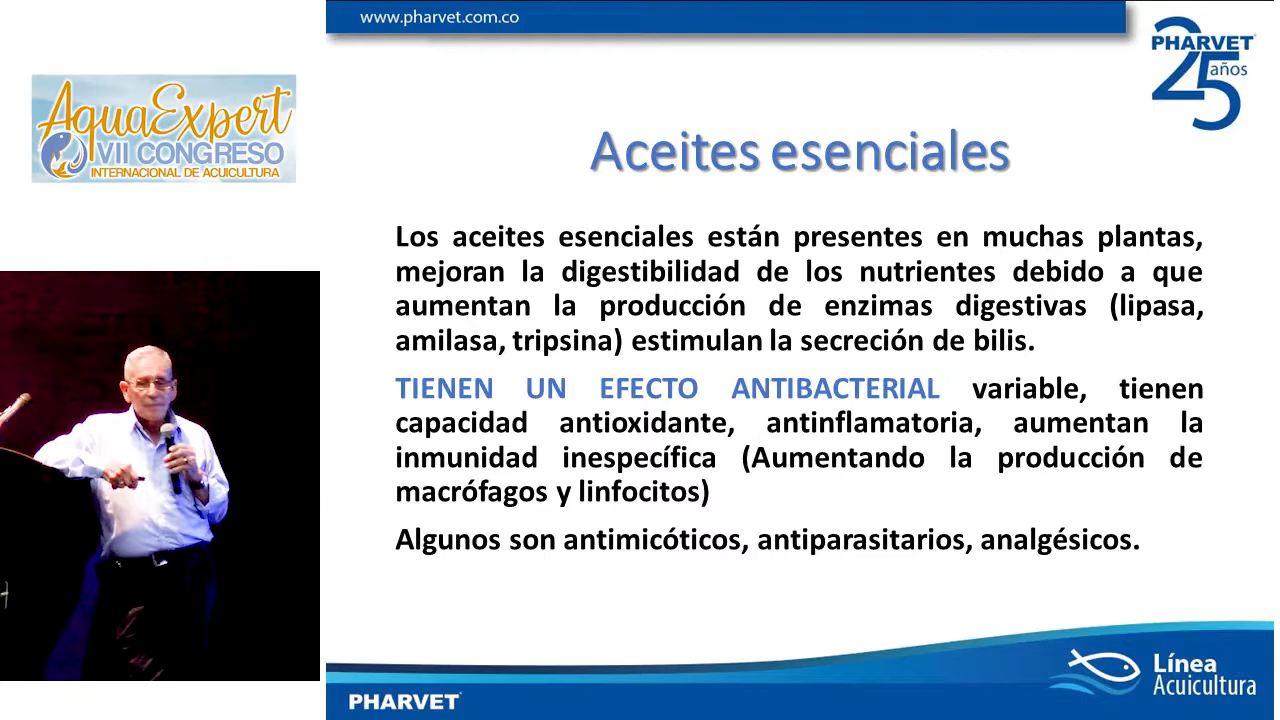 www.pharvet.com.co
PHARVET
25
años
AquaExpert
VII CONGRESO
INTERNACIONAL DE ACUICULTURA
Aceites esenciales
Los aceites esenciales están presentes en muchas plantas,
mejoran la digestibilidad de los nutrientes debido a que
aumentan la producción de enzimas digestivas (lipasa,
amilasa, tripsina) estimulan la secreción de bilis.
TIENEN UN EFECTO ANTIBACTERIAL variable, tienen
capacidad antioxidante, antinflamatoria, aumentan la
inmunidad inespecífica (Aumentando la producción de
macrófagos y linfocitos)
Algunos son antimicóticos, antiparasitarios, analgésicos.
PHARVET
Línea
Acuicultura